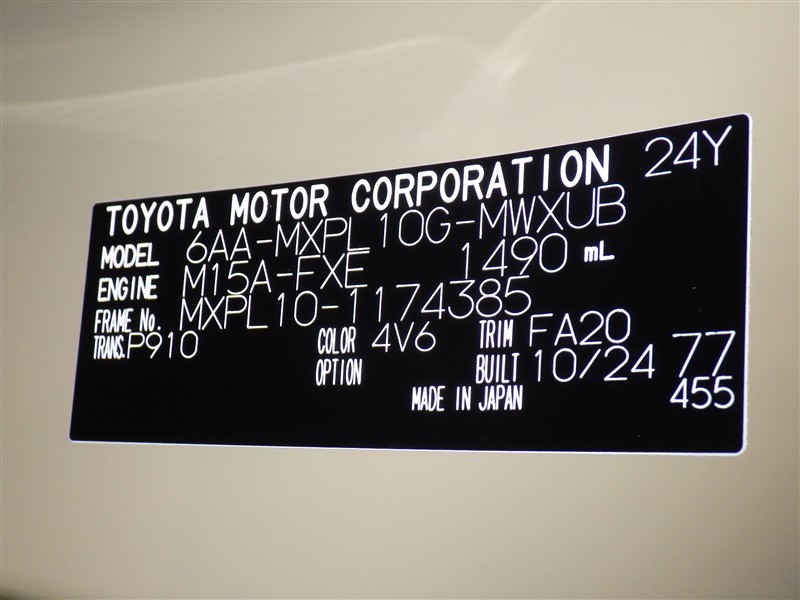 TOYOTA MOTOR CORPORATION 24Y
MODEL 6AA-MXPL10G-MWXUB
ENGINE M15A-FXE 1490 mL
FRAME No. MXPL10-1174385
TRANS. P910 COLOR 4V6 TRIM FA20
OPTION BUILT 10/24 77
MADE IN JAPAN 455